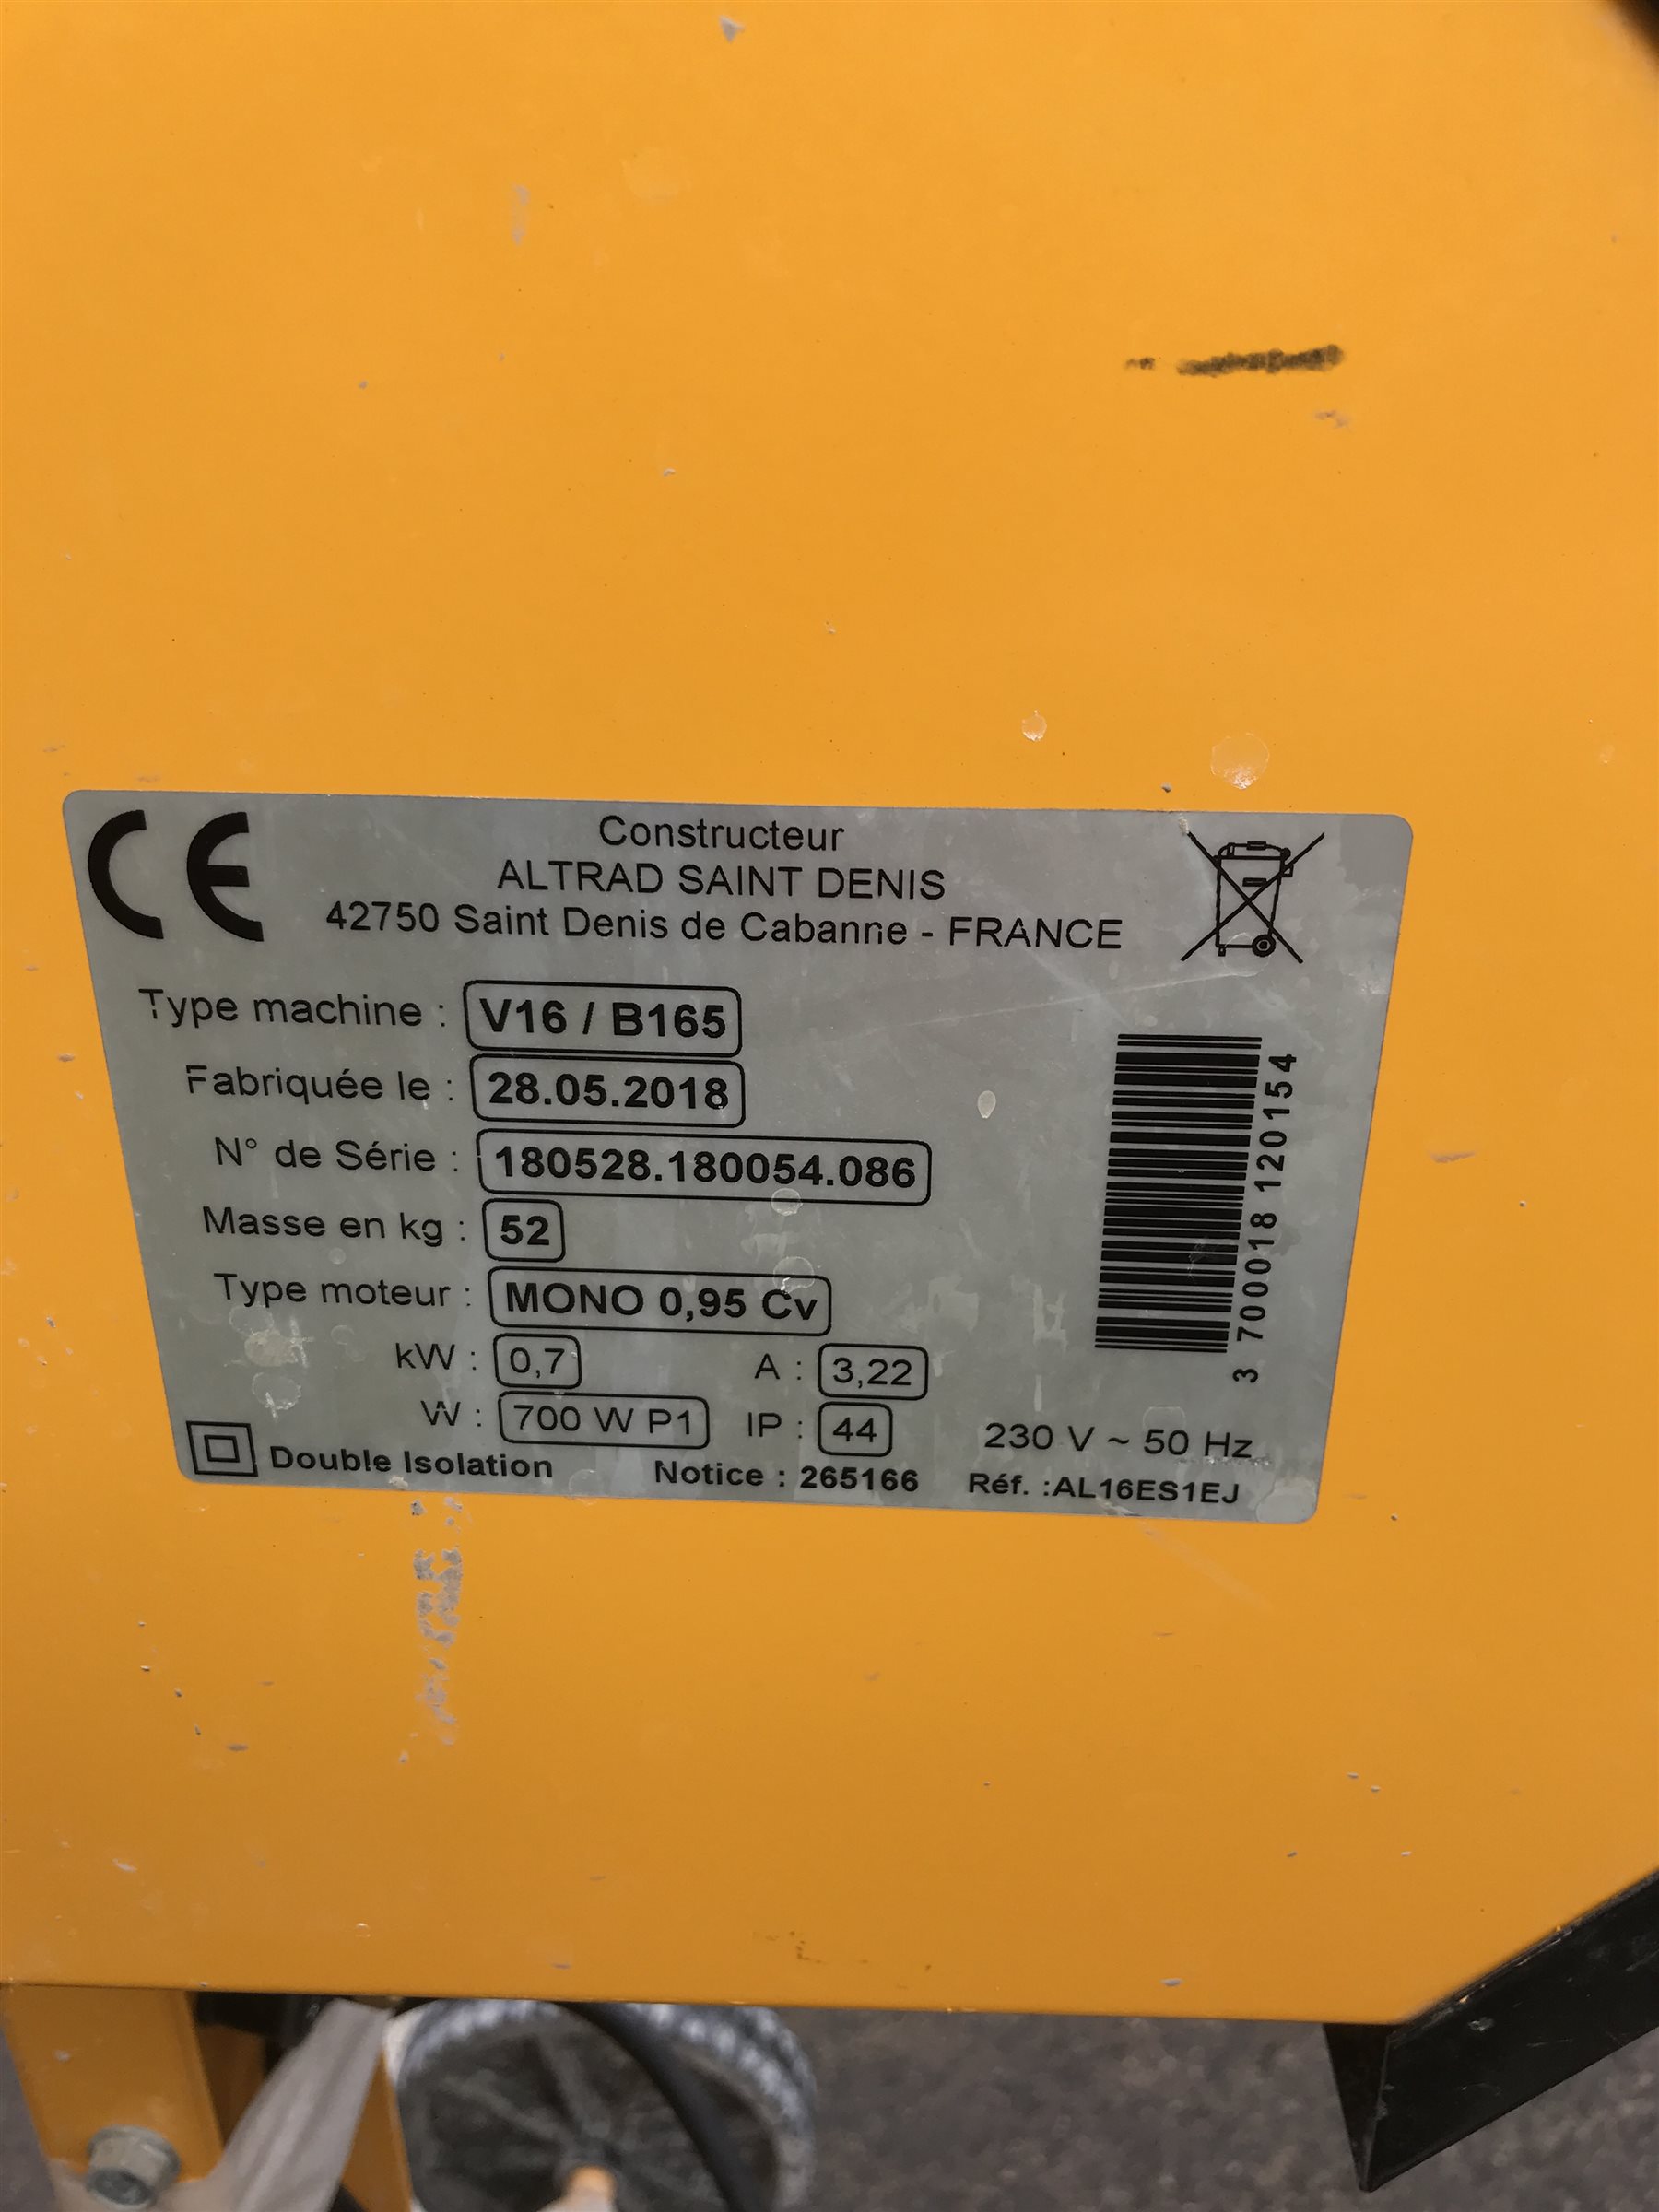 CE
Constructeur
ALTRAD SAINT DENIS
42750 Saint Denis de Cabanne - FRANCE
Type machine : V16 / B165
Fabriquée le : 28.05.2018
N° de Série : 180528.180054.086
Masse en kg : 52
Type moteur : MONO 0,95 Cv
kW : 0,7 A : 3,22
W : 700 W P1 IP : 44 230 V ~ 50 Hz
Double Isolation Notice : 265166 Réf. :AL16ES1EJ
3 700018 120154